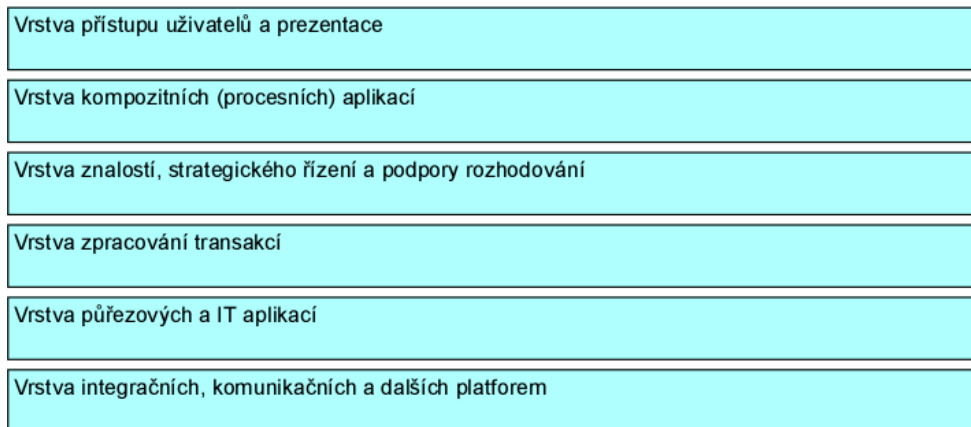 Vrstva přístupu uživatelů a prezentace
Vrstva kompozitních (procesních) aplikací
Vrstva znalostí, strategického řízení a podpory rozhodování
Vrstva zpracování transakcí
Vrstva půřezových a IT aplikací
Vrstva integračních, komunikačních a dalších platforem